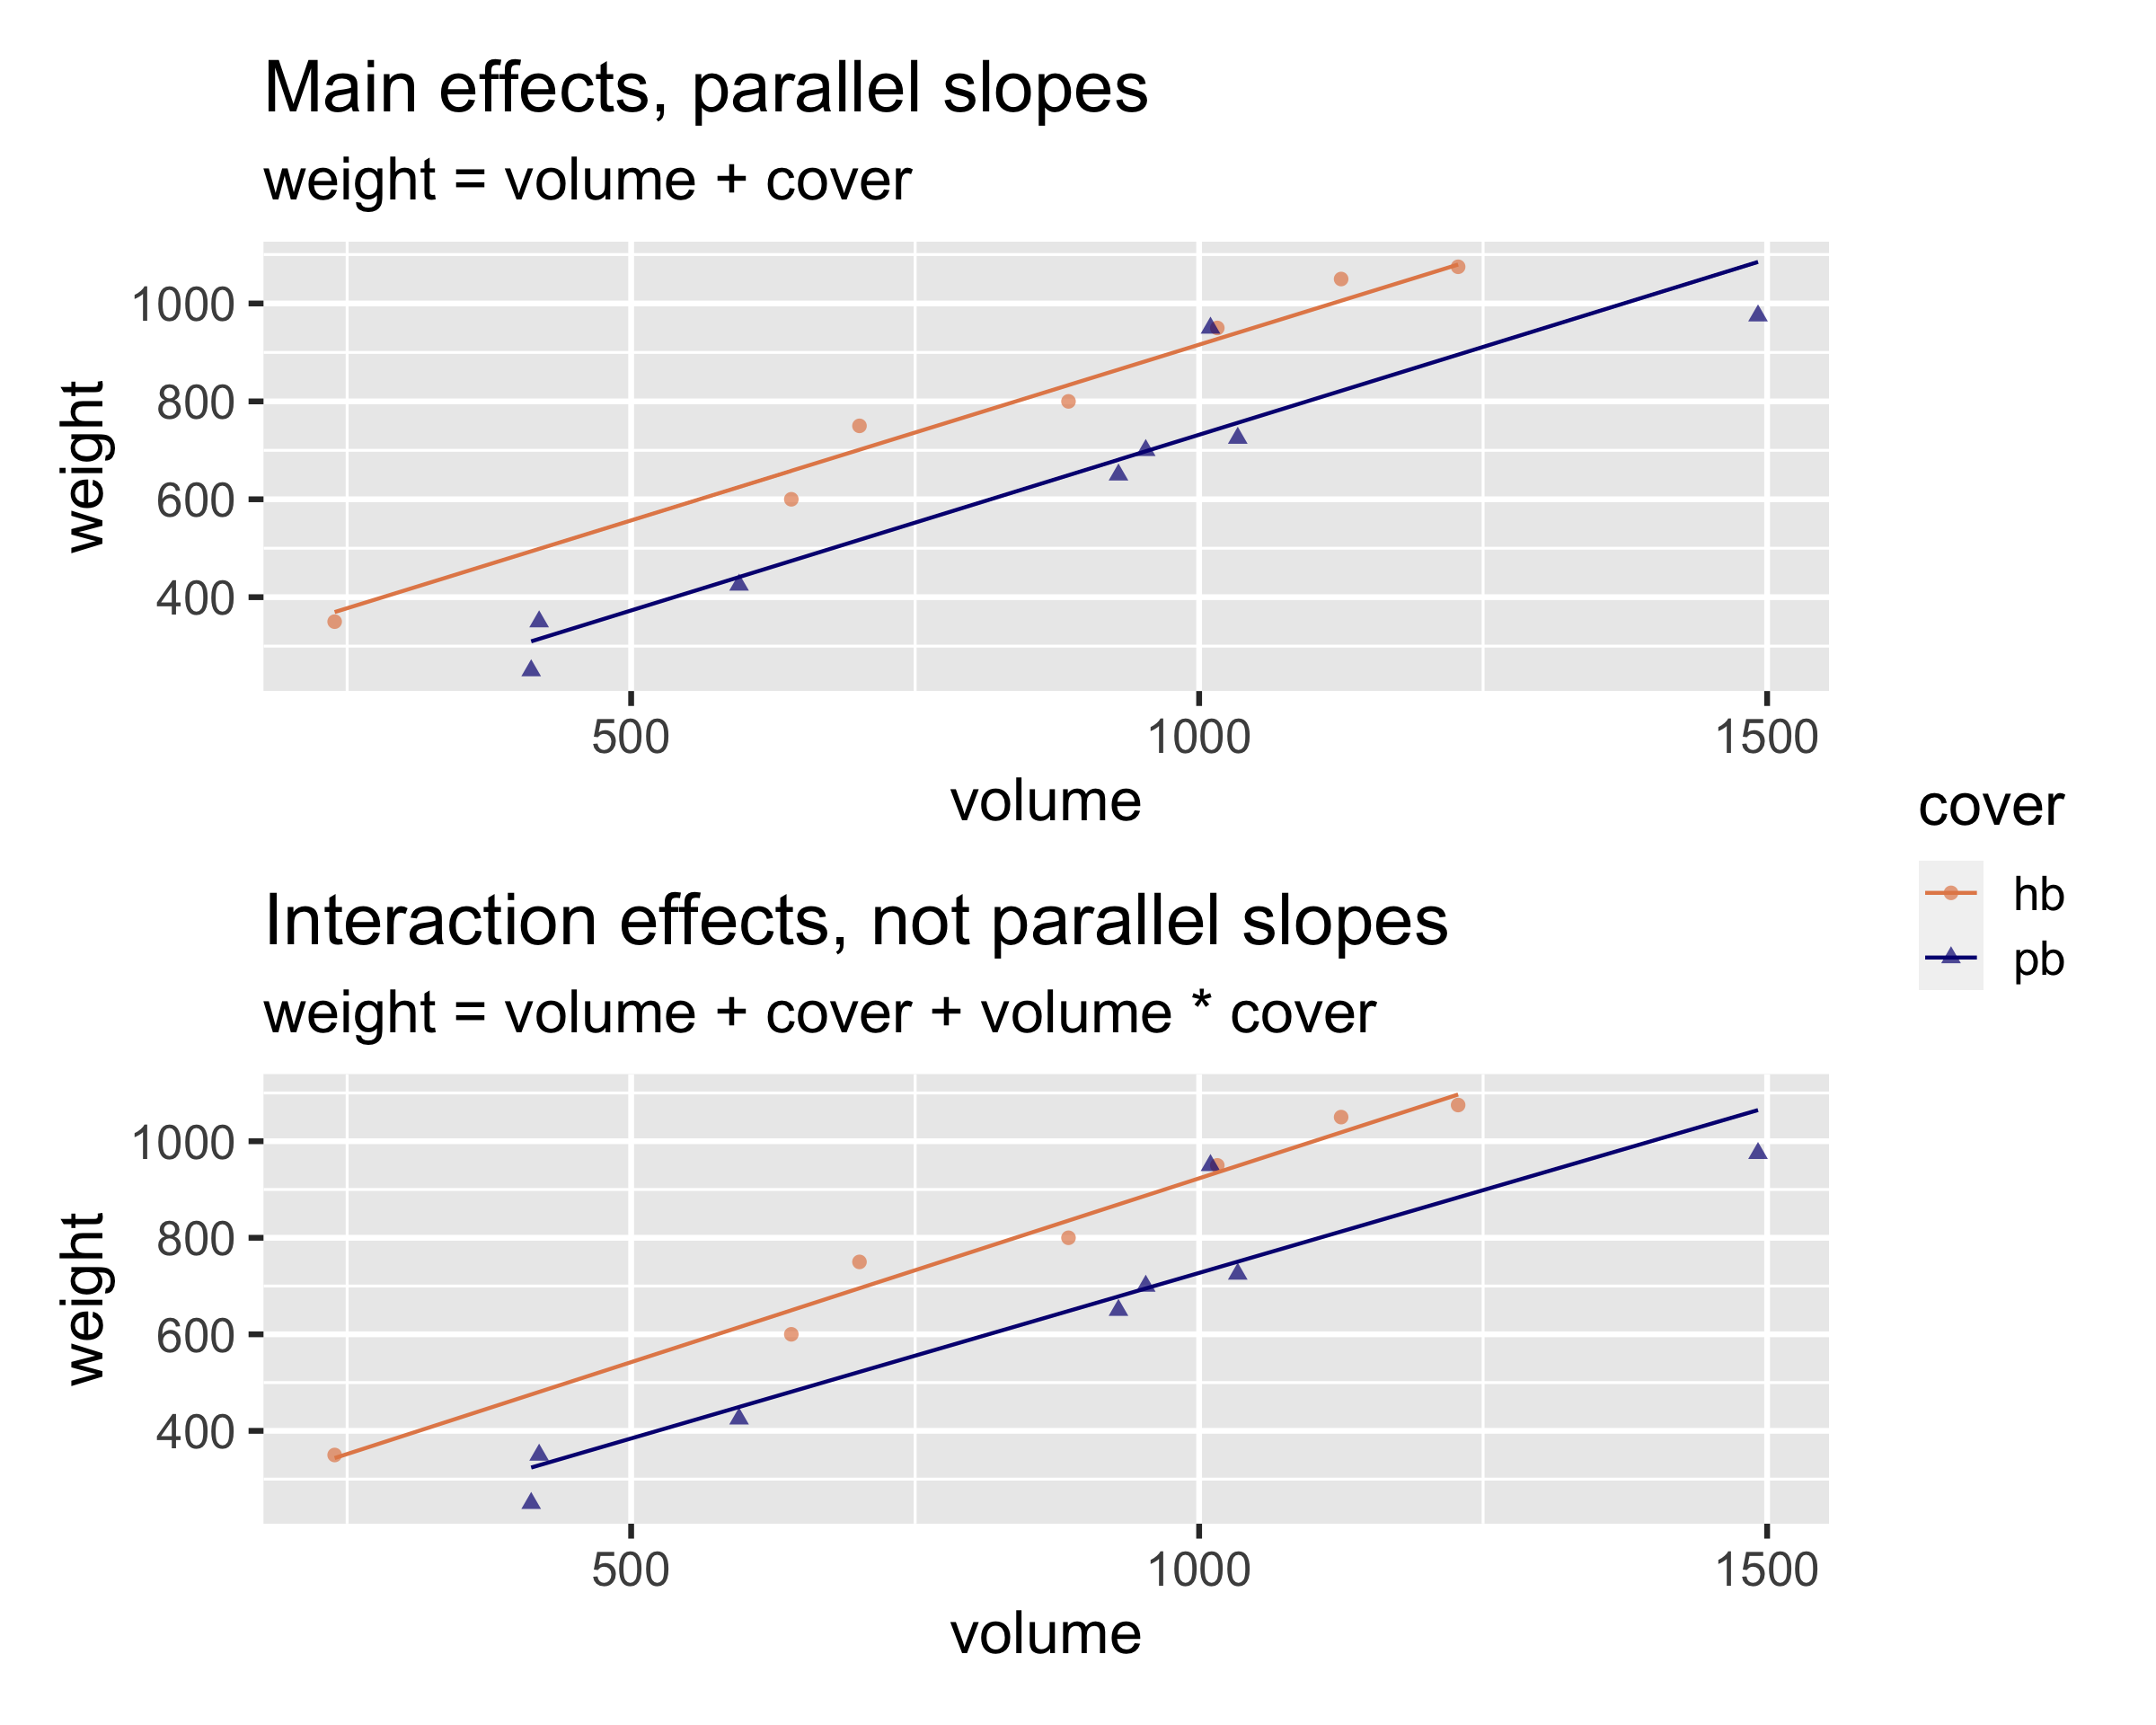 Main effects, parallel slopes
weight = volume + cover
1000
800
600
400
weight
500 1000 1500
volume
Interaction effects, not parallel slopes
weight = volume + cover + volume * cover
1000
800
600
400
weight
500 1000 1500
volume
cover
hb
pb